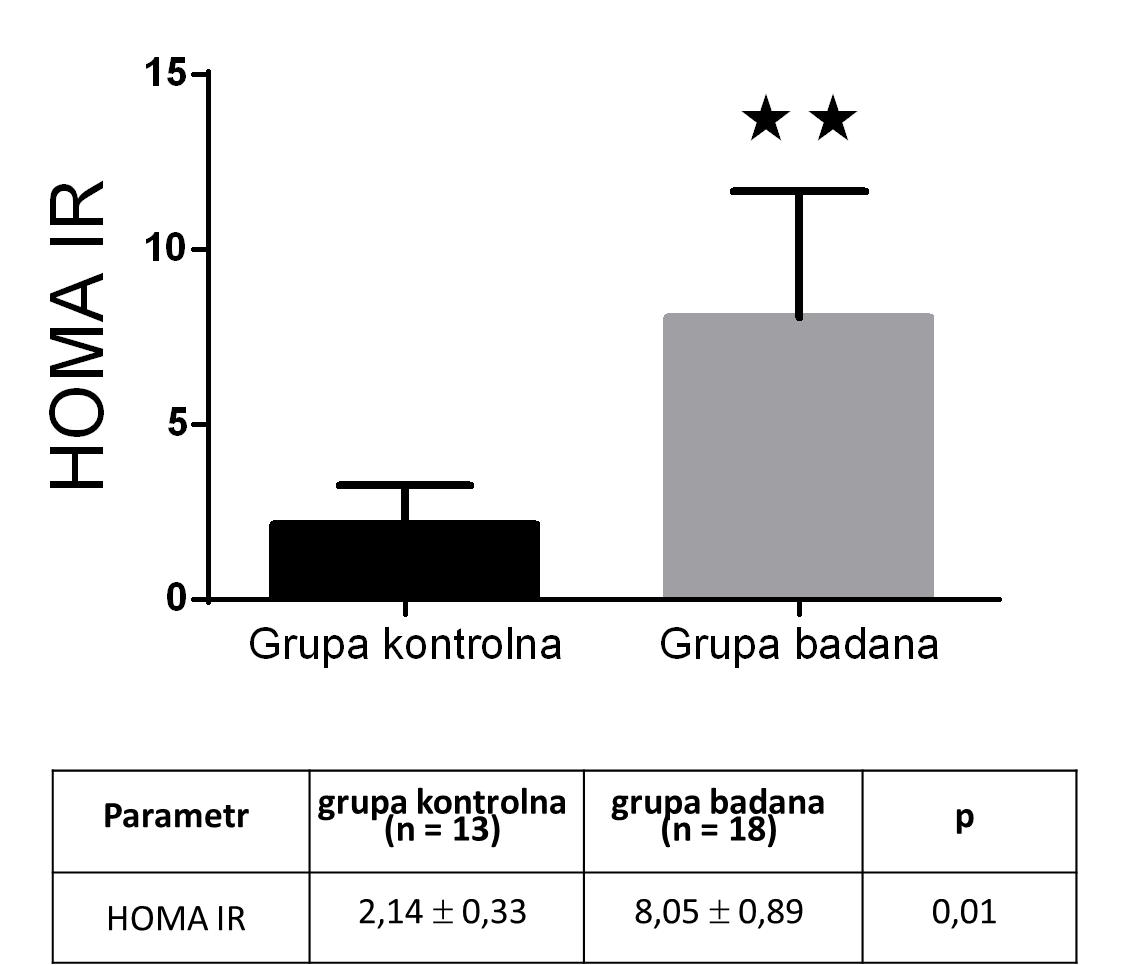 HOMA IR
15
10
5
0
★ ★
Grupa kontrolna
Grupa badana
Parametr
grupa kontrolna
(n = 13)
grupa badana
(n = 18)
p
HOMA IR
2,14 ± 0,33
8,05 ± 0,89
0,01